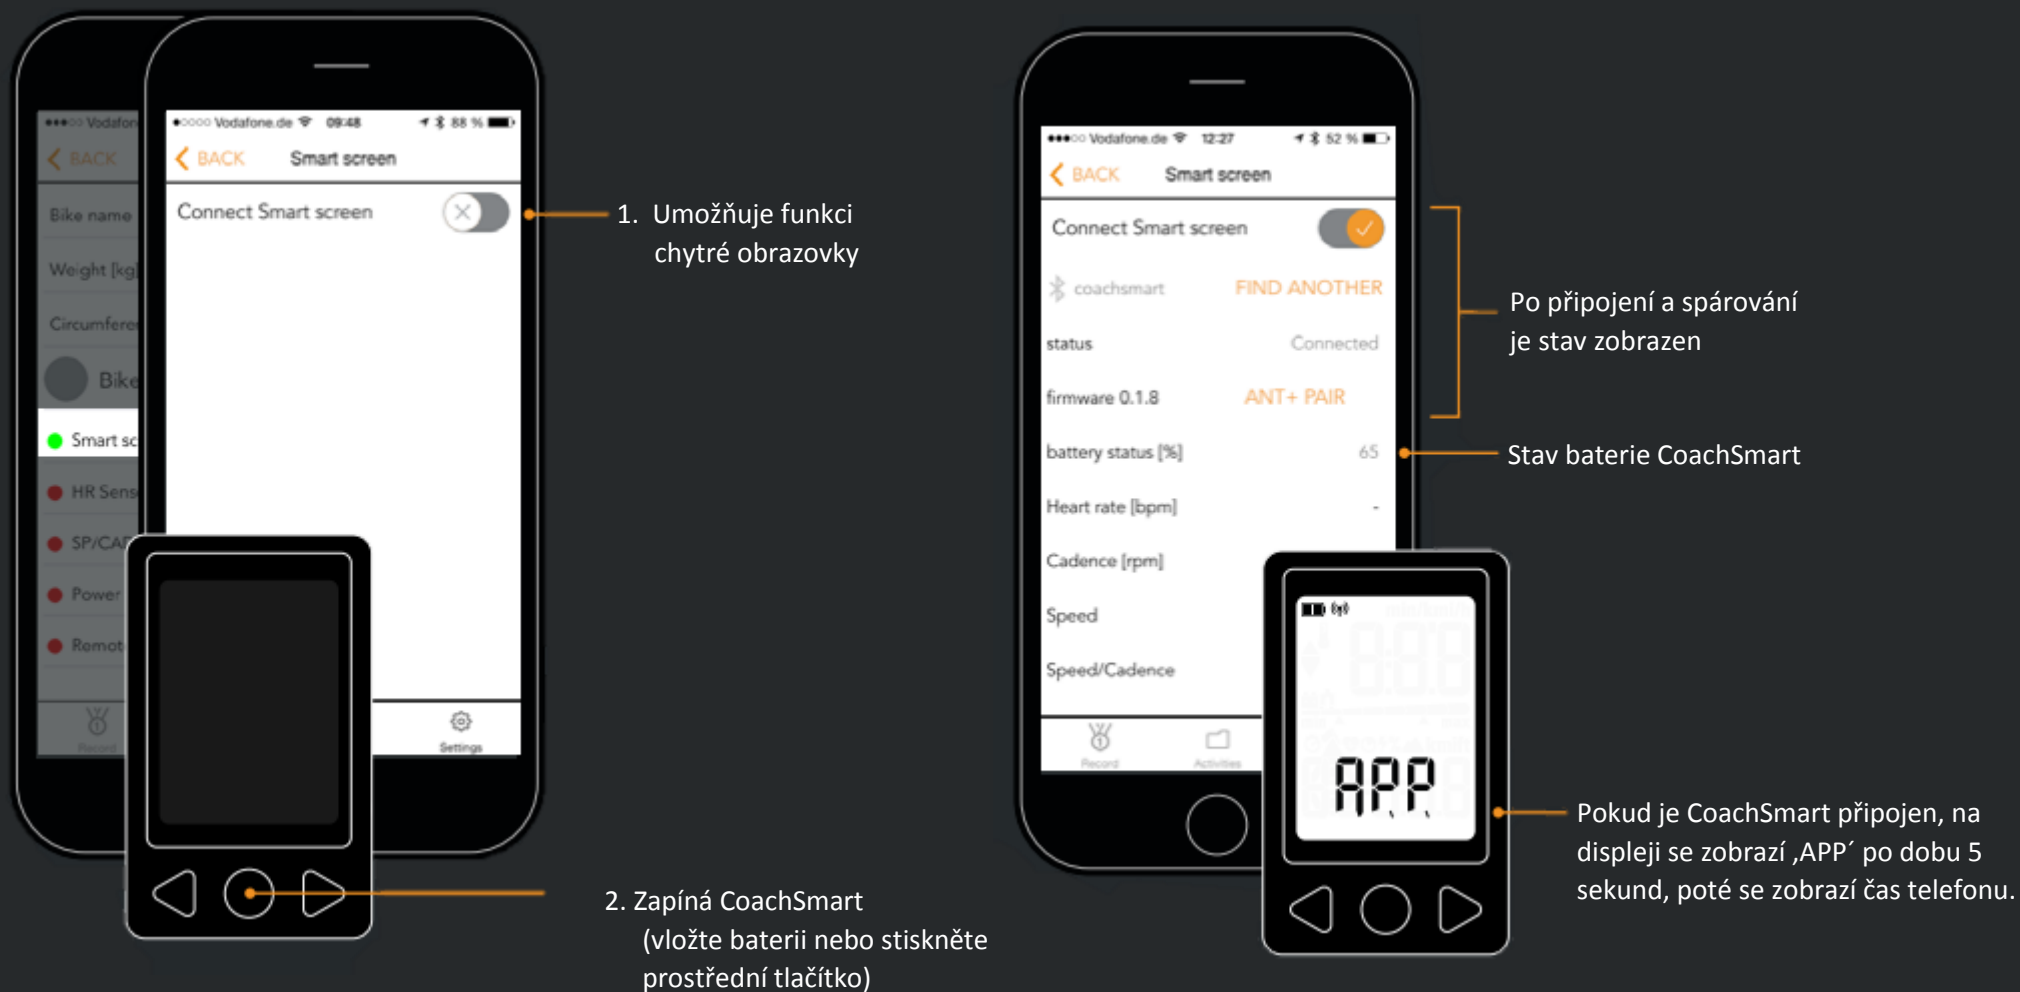 Vodafone.de 09:48 88 %
BACK Smart screen
Connect Smart screen
BACK
Bike name
Weight [kg]
Bike
Smart sc
HR Sens
SP/CAD
Power
Remot
Record
Settings
1. Umožňuje funkci
chytré obrazovky
2. Zapíná CoachSmart
(vložte baterii nebo stiskněte
prostřední tlačítko)
Vodafone.de 12:27 52 %
BACK Smart screen
Connect Smart screen
coachsmart FIND ANOTHER
status Connected
firmware 0.1.8 ANT+ PAIR
battery status [%] 65
Heart rate [bpm] -
Cadence [rpm]
Speed
Speed/Cadence
Record Activities
APP
Po připojení a spárování
je stav zobrazen
Stav baterie CoachSmart
Pokud je CoachSmart připojen, na
displeji se zobrazí ‚APP´ po dobu 5
sekund, poté se zobrazí čas telefonu.